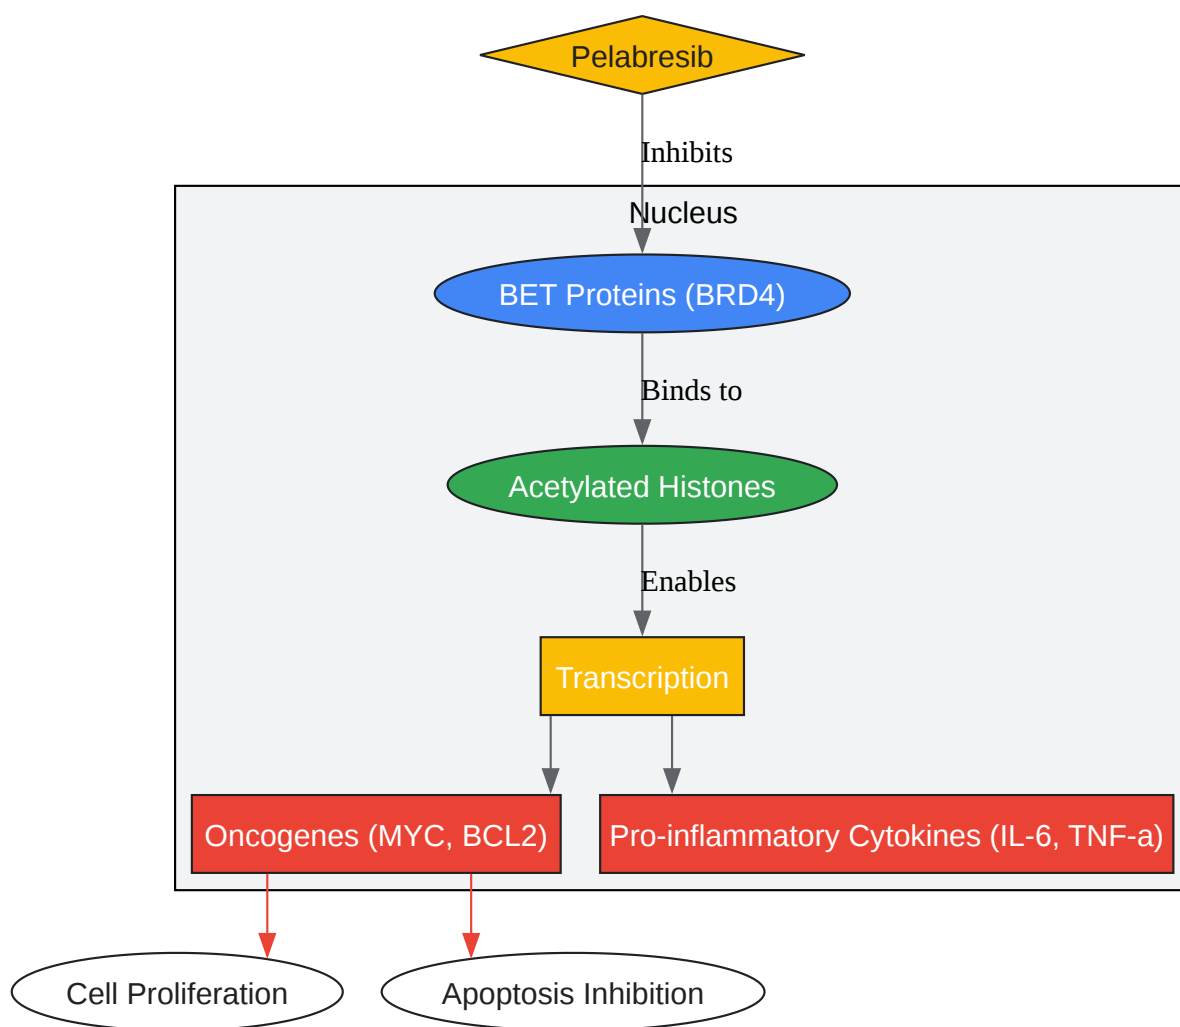 Pelabresib
Inhibits
Nucleus
BET Proteins (BRD4)
Binds to
Acetylated Histones
Enables
Transcription
Oncogenes (MYC, BCL2)
Pro-inflammatory Cytokines (IL-6, TNF-a)
Cell Proliferation
Apoptosis Inhibition